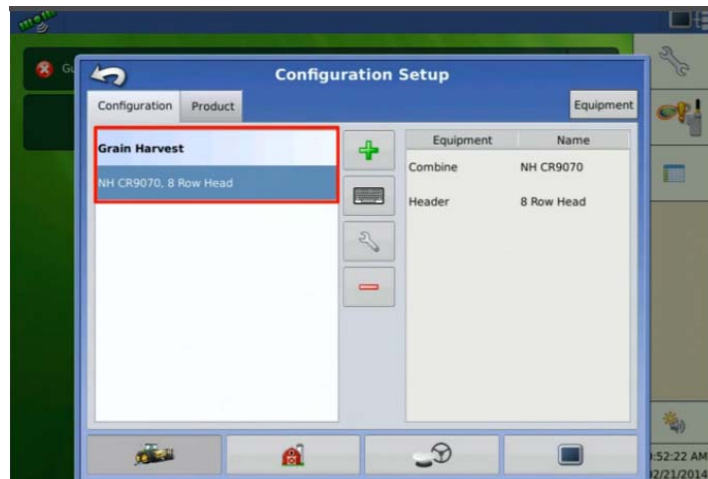 Configuration Setup
Configuration
Product
Equipment
Grain Harvest
NH CR9070, 8 Row Head
Equipment Name
Combine NH CR9070
Header 8 Row Head
:52:22 AM
02/21/2014